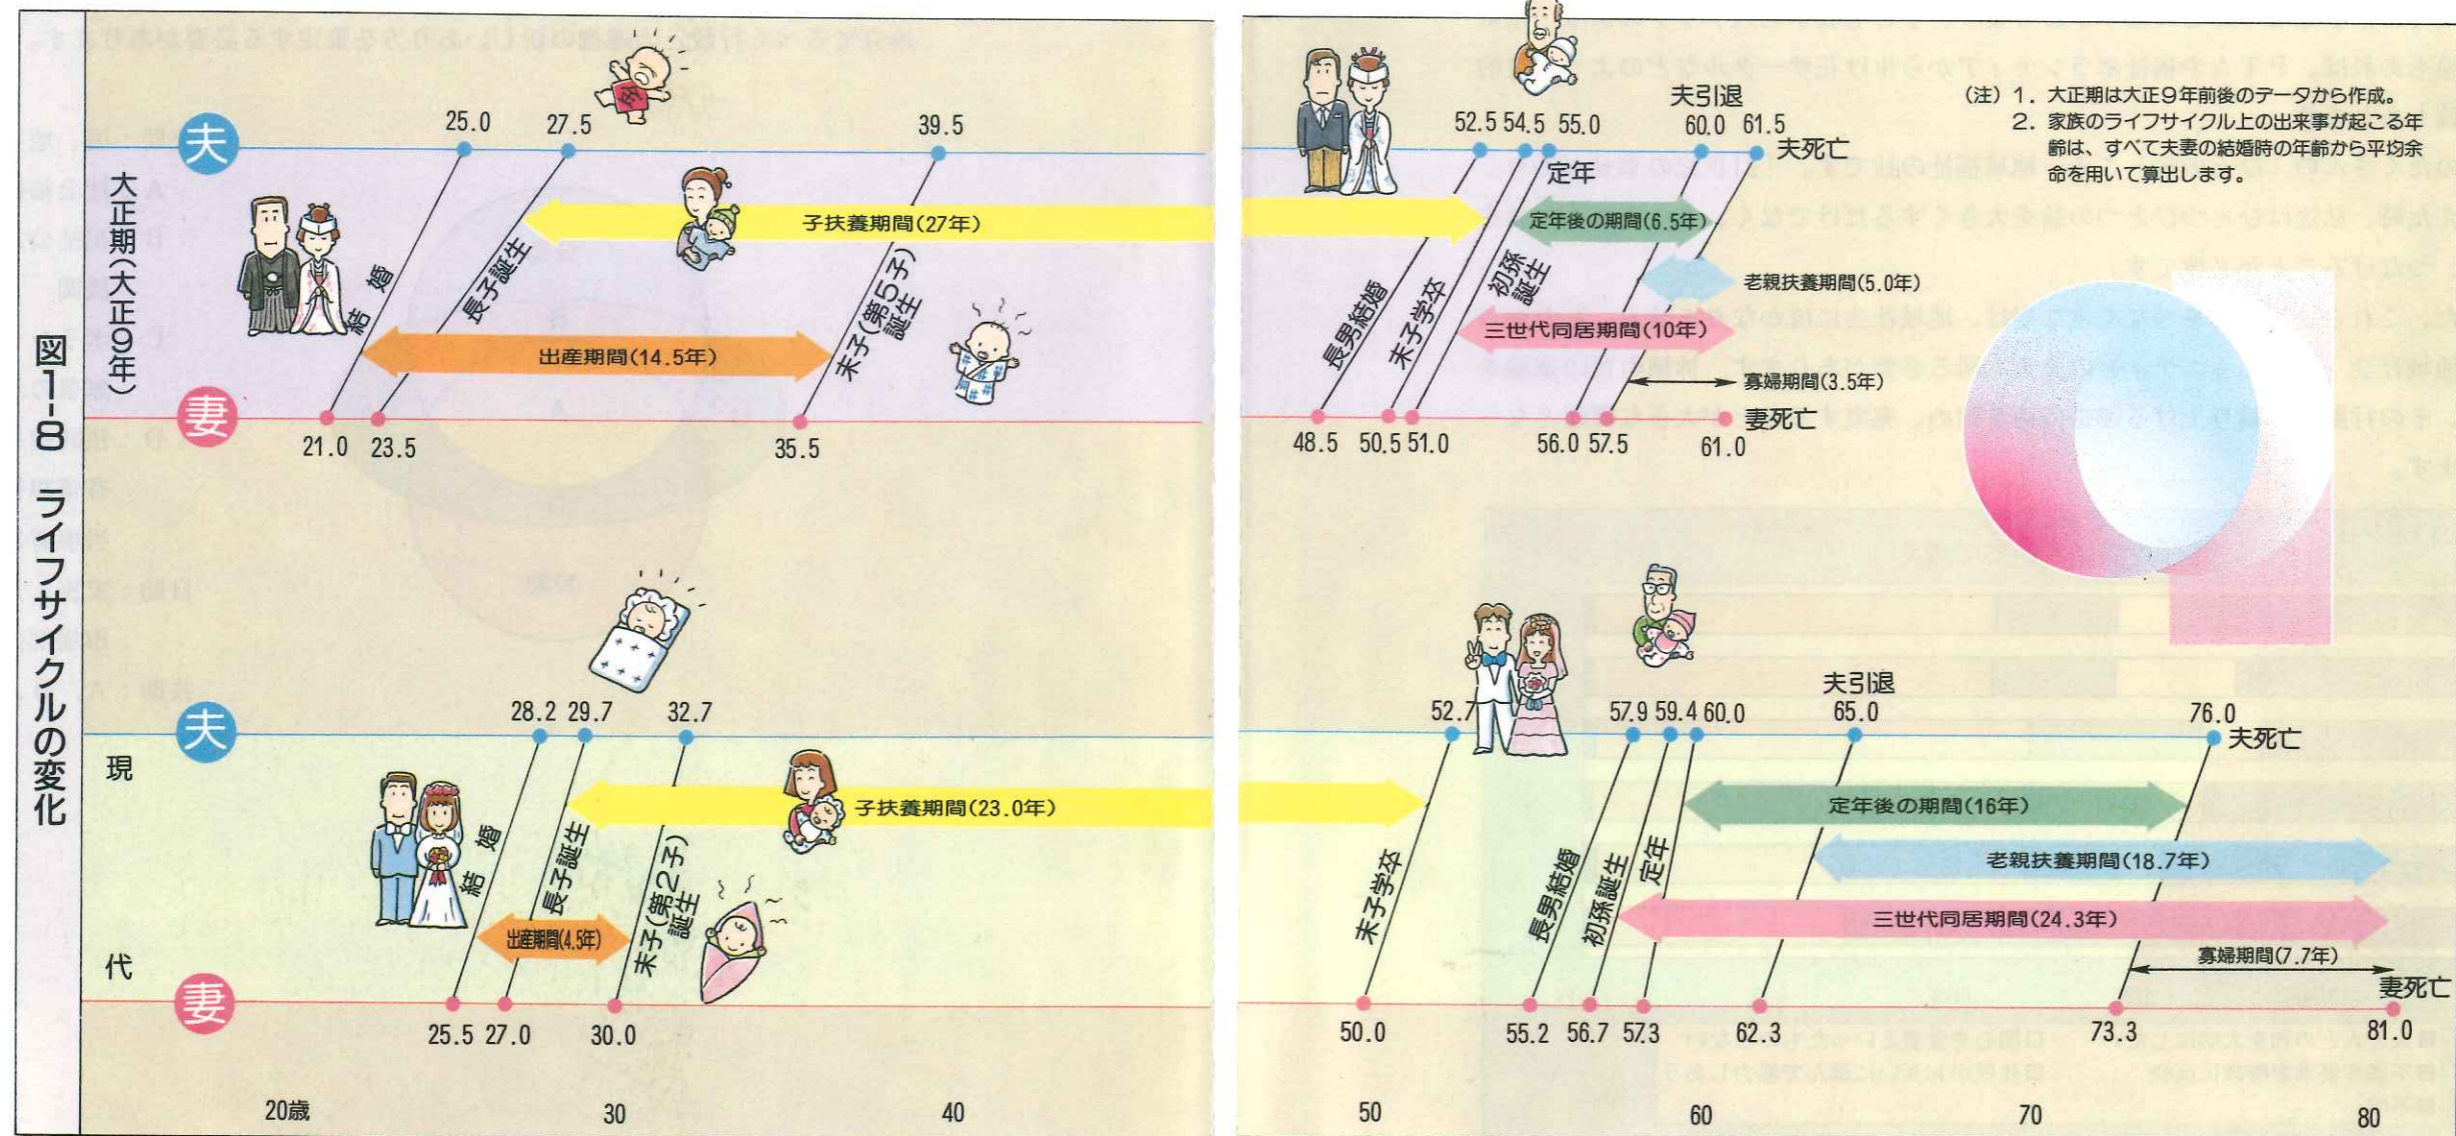 図1-8 ライフサイクルの変化
大正期(大正9年)
夫
25.0 27.5 39.5
52.5 54.5 55.0 60.0 61.5
夫引退
夫死亡
定年
結婚
長子誕生
子扶養期間(27年)
末子(第5子)
誕生
出産期間(14.5年)
長男結婚
末子学卒
初孫
誕生
定年後の期間(6.5年)
老親扶養期間(5.0年)
三世代同居期間(10年)
寡婦期間(3.5年)
妻
21.0 23.5 35.5
48.5 50.5 51.0 56.0 57.5 61.0
妻死亡
(注)1. 大正期は大正9年前後のデータから作成。
2. 家族のライフサイクル上の出来事が起こる年
齢は、すべて夫妻の結婚時の年齢から平均余
命を用いて算出します。
現代
夫
28.2 29.7 32.7
52.7 57.9 59.4 60.0 65.0 76.0
夫引退
夫死亡
結婚
長子誕生
子扶養期間(23.0年)
末子(第2子)
誕生
出産期間(4.5年)
末子学卒
長男結婚
初孫誕生
定年
定年後の期間(16年)
老親扶養期間(18.7年)
三世代同居期間(24.3年)
寡婦期間(7.7年)
妻死亡
妻
25.5 27.0 30.0
50.0 55.2 56.7 57.3 62.3 73.3 81.0
20歳 30 40 50 60 70 80